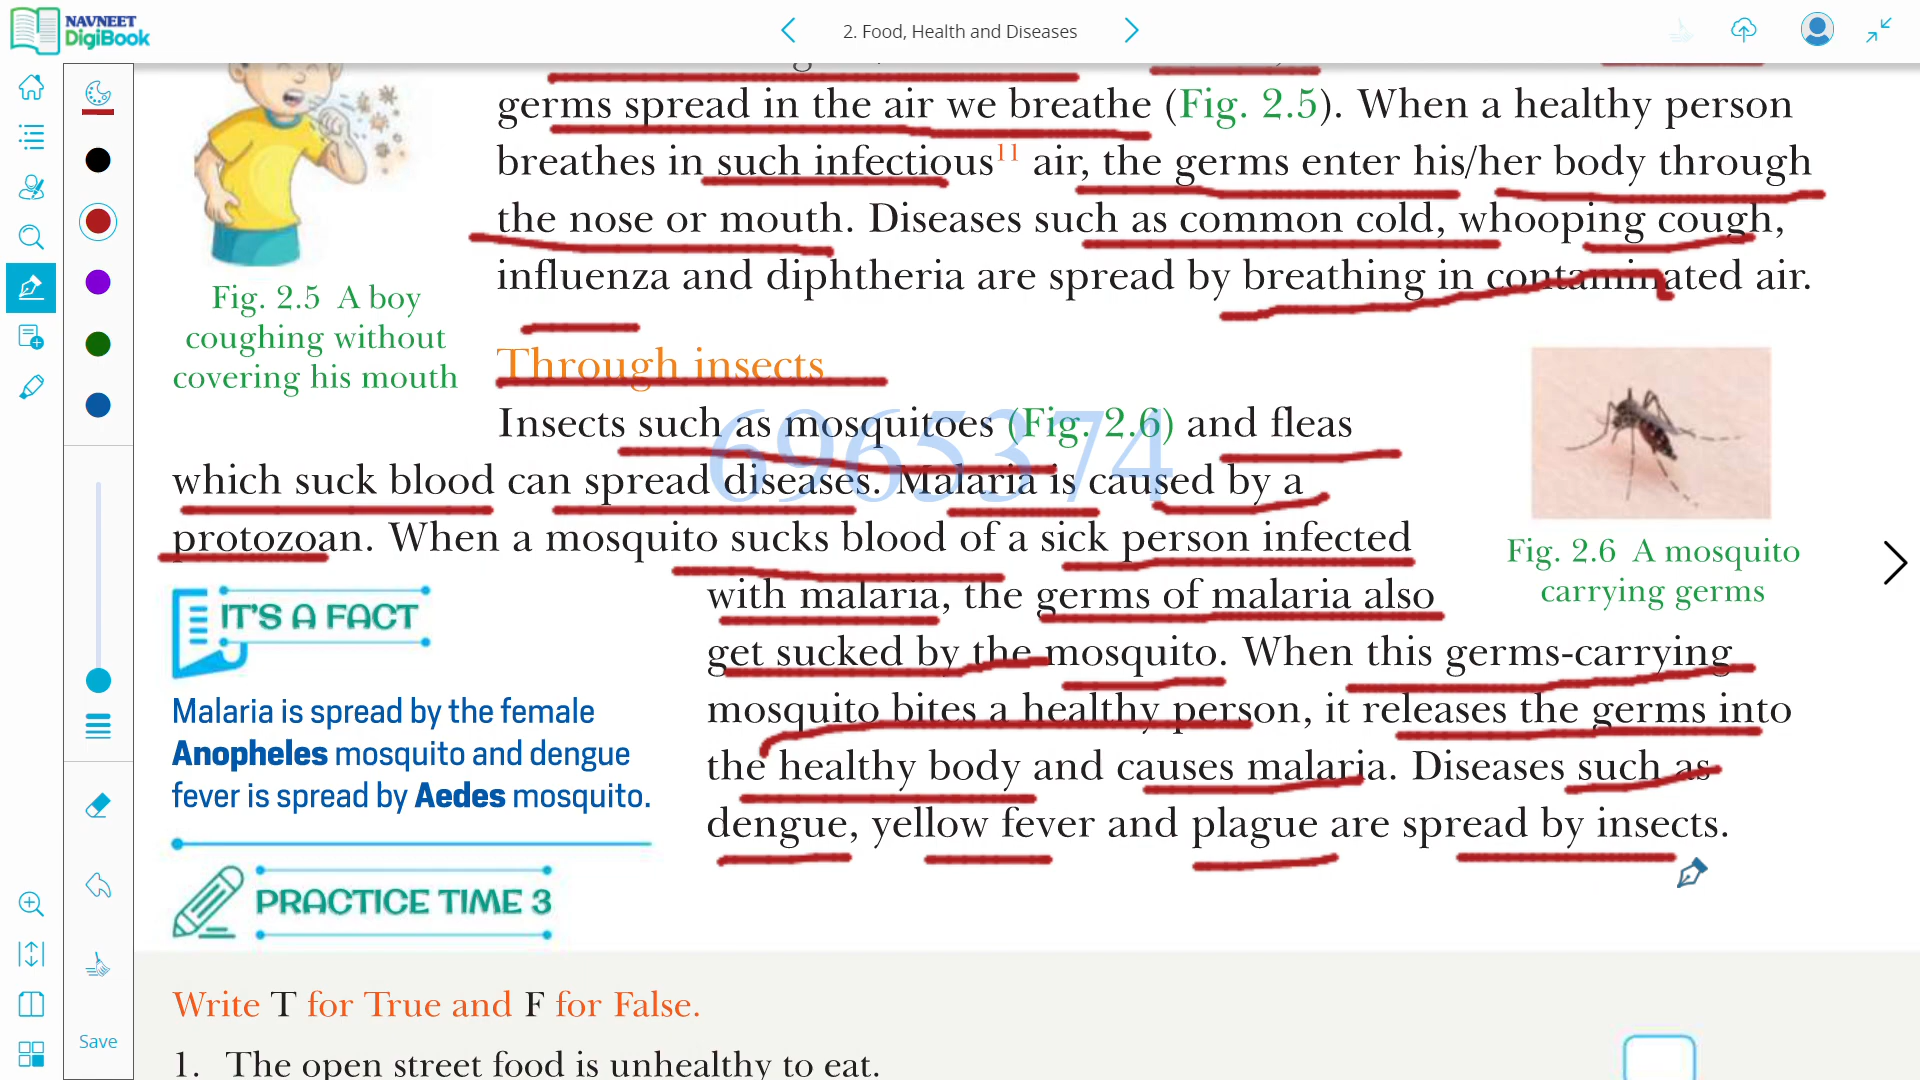 NAVNEET
DigiBook
2. Food, Health and Diseases
germs spread in the air we breathe (Fig. 2.5). When a healthy person
breathes in such infectious11 air, the germs enter his/her body through
the nose or mouth. Diseases such as common cold, whooping cough,
influenza and diphtheria are spread by breathing in contaminated air.
Fig. 2.5 A boy
coughing without
covering his mouth
Through insects
Insects such as mosquitoes (Fig. 2.6) and fleas
which suck blood can spread diseases. Malaria is caused by a
protozoan. When a mosquito sucks blood of a sick person infected
with malaria, the germs of malaria also
get sucked by the mosquito. When this germs-carrying
mosquito bites a healthy person, it releases the germs into
the healthy body and causes malaria. Diseases such as
dengue, yellow fever and plague are spread by insects.
6965374
Fig. 2.6 A mosquito
carrying germs
IT'S A FACT
Malaria is spread by the female
Anopheles mosquito and dengue
fever is spread by Aedes mosquito.
PRACTICE TIME 3
Write T for True and F for False.
1. The open street food is unhealthy to eat.
Save